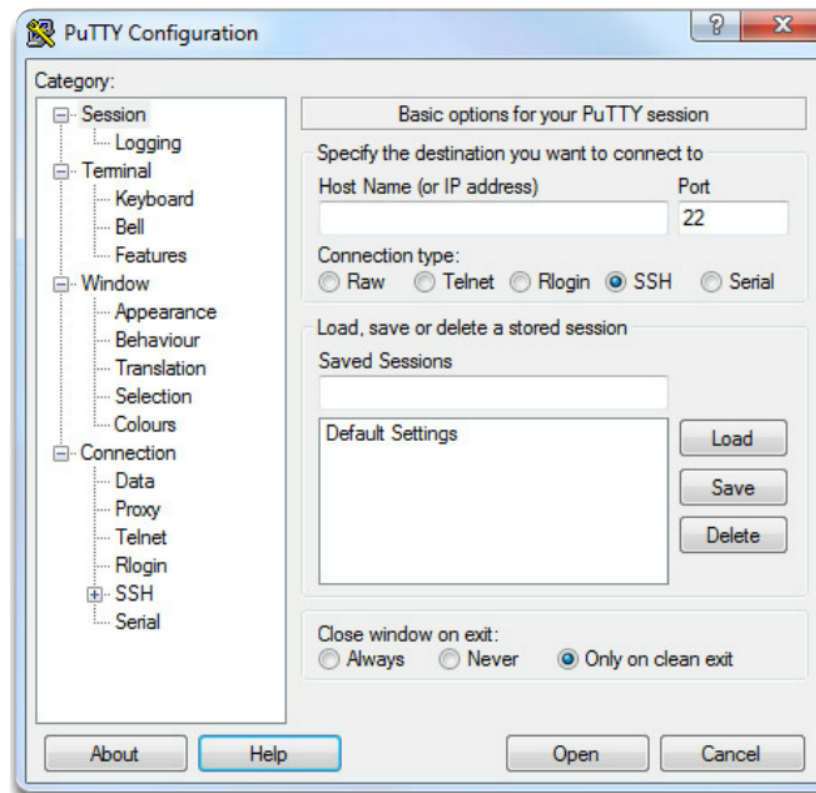 PuTTY Configuration
Category:
Session
Logging
Terminal
Keyboard
Bell
Features
Window
Appearance
Behaviour
Translation
Selection
Colours
Connection
Data
Proxy
Telnet
Rlogin
SSH
Serial
Basic options for your PuTTY session
Specify the destination you want to connect to
Host Name (or IP address) Port
22
Connection type:
Raw Telnet Rlogin SSH Serial
Load, save or delete a stored session
Saved Sessions
Default Settings
Load
Save
Delete
Close window on exit:
Always Never Only on clean exit
About Help Open Cancel